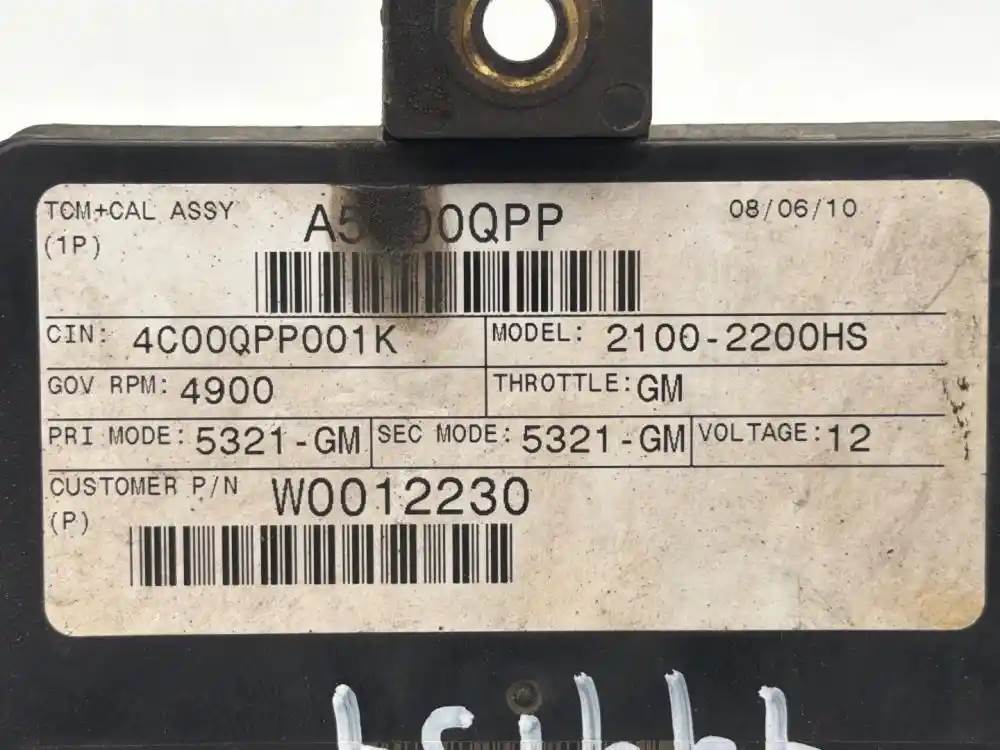 TCM+CAL ASSY
(1P)
08/06/10
CIN: 4C00QPP001K
MODEL: 2100-2200HS
GOV RPM: 4900
THROTTLE: GM
PRI MODE: 5321-GM
SEC MODE: 5321-GM
VOLTAGE: 12
CUSTOMER P/N W0012230
(P)